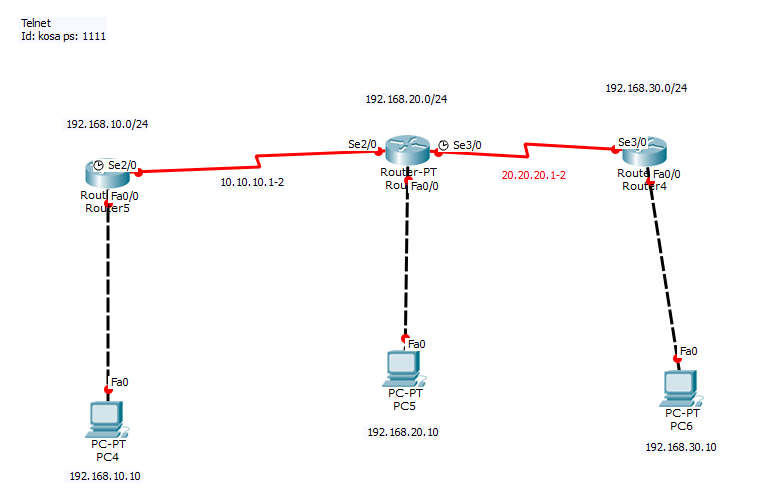 Telnet
Id: kosa ps: 1111
192.168.10.0/24
192.168.20.0/24
192.168.30.0/24
Se2/0
Se2/0
Se3/0
Se3/0
10.10.10.1-2
20.20.20.1-2
Rout
Fa0/0
Router5
Router-PT
Rou
Fa0/0
Route
Fa0/0
Router4
Fa0
PC-PT
PC4
192.168.10.10
Fa0
PC-PT
PC5
192.168.20.10
Fa0
PC-PT
PC6
192.168.30.10